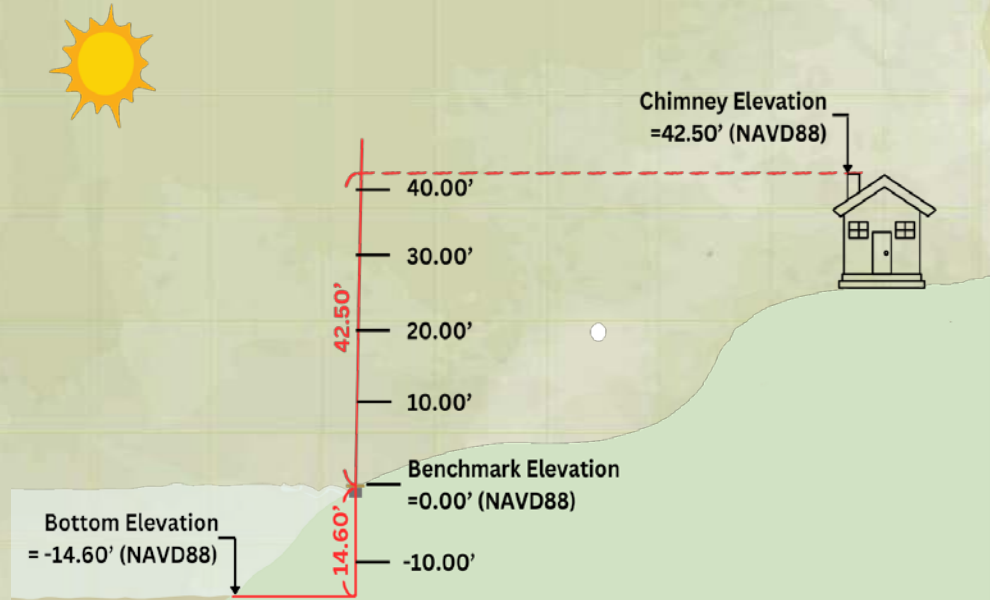 Chimney Elevation
=42.50' (NAVD88)
40.00'
30.00'
42.50'
20.00'
10.00'
Benchmark Elevation
=0.00' (NAVD88)
Bottom Elevation
= -14.60' (NAVD88)
14.60'
-10.00'